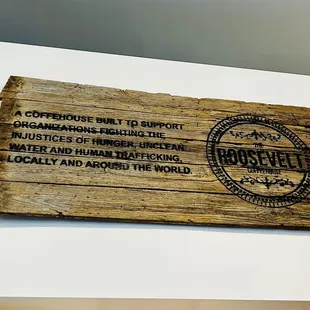 A COFFEEHOUSE BUILT TO SUPPORT
ORGANIZATIONS FIGHTING THE
INJUSTICES OF HUNGER, UNCLEAN
WATER AND HUMAN TRAFFICKING,
LOCALLY AND AROUND THE WORLD.
THE
ROOSEVELT
COFFEEHOUSE